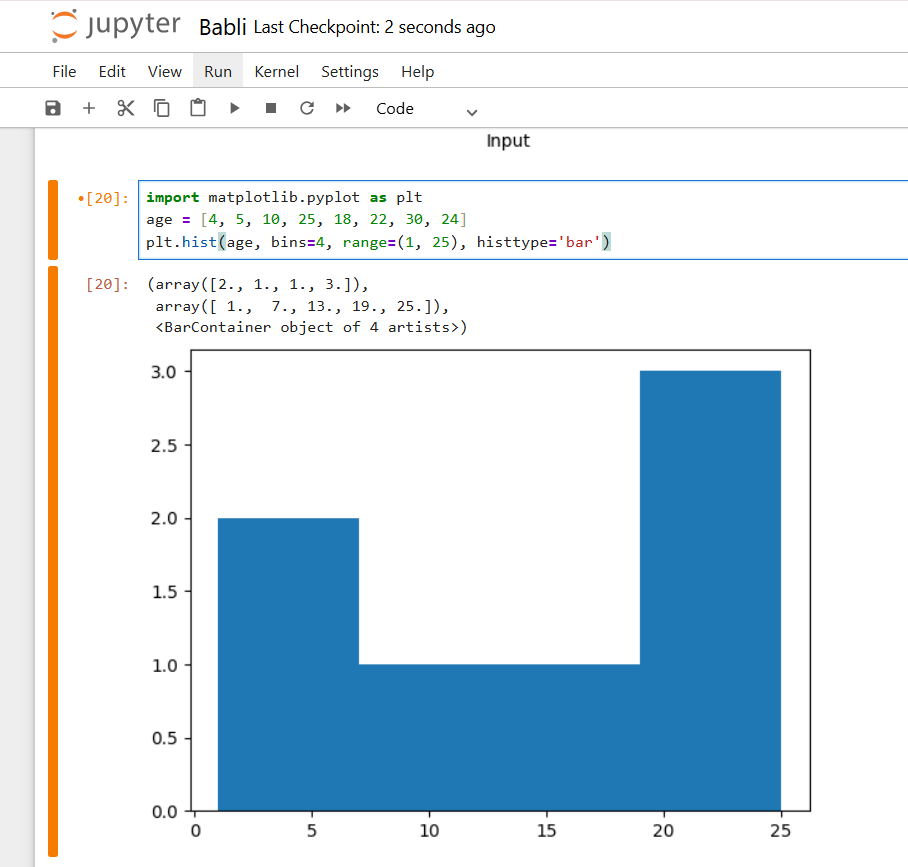 jupyter Babli Last Checkpoint: 2 seconds ago
File Edit View Run Kernel Settings Help
Code
Input
•[20]: import matplotlib.pyplot as plt
age = [4, 5, 10, 25, 18, 22, 30, 24]
plt.hist(age, bins=4, range=(1, 25), histtype='bar')
[20]: (array([2., 1., 1., 3.]),
array([ 1.,  7., 13., 19., 25.]),
<BarContainer object of 4 artists>)
3.0
2.5
2.0
1.5
1.0
0.5
0.0
0 5 10 15 20 25